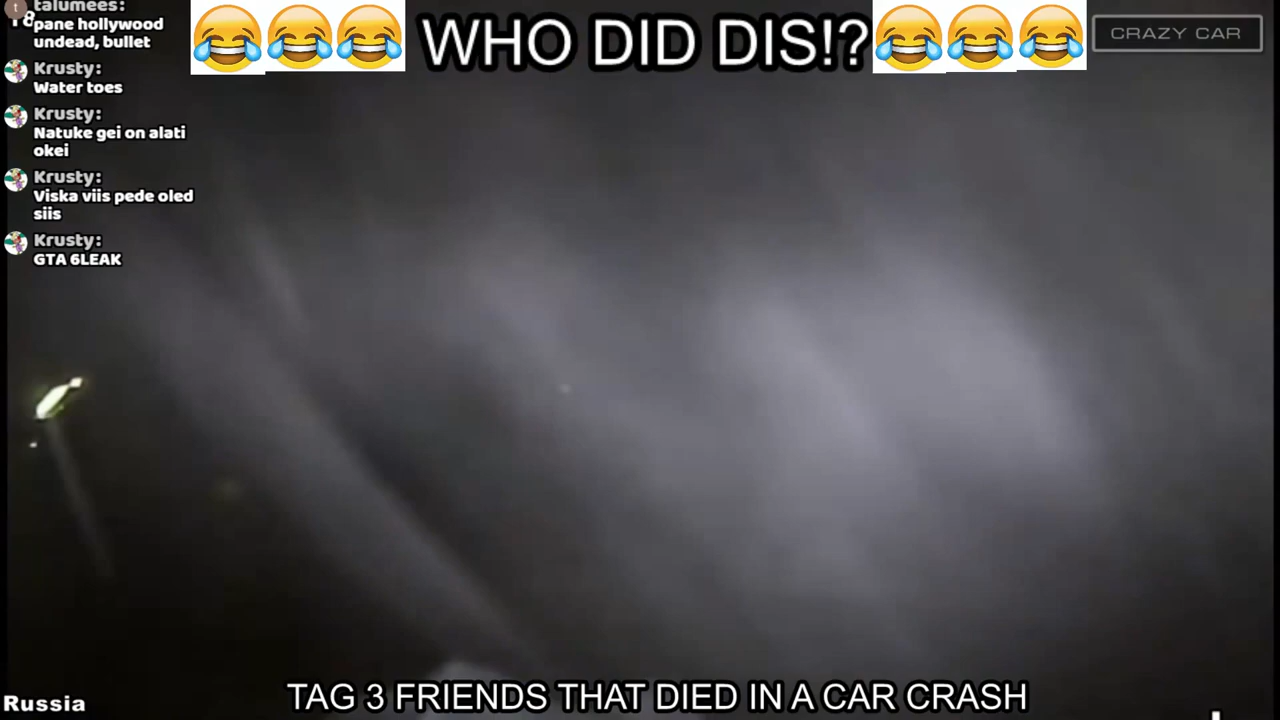 talumees:
pane hollywood
undead, bullet
Krusty:
Water toes
Krusty:
Natuke gei on alati
okei
Krusty:
Viska viis pede oled
siis
Krusty:
GTA 6LEAK
WHO DID DIS!?
CRAZY CAR
Russia
TAG 3 FRIENDS THAT DIED IN A CAR CRASH